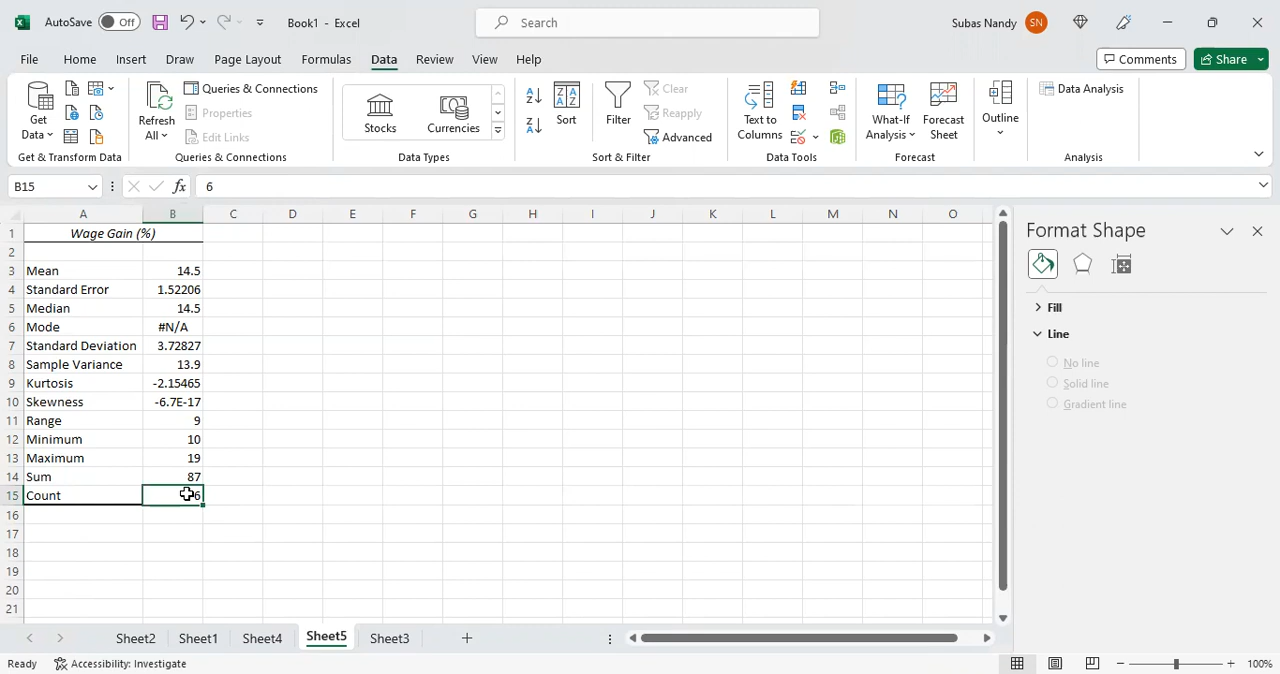 AutoSave Off Book1 - Excel Search Subas Nandy SN
File Home Insert Draw Page Layout Formulas Data Review View Help Comments Share
Get Data
Get & Transform Data
Refresh All
Queries & Connections
Properties
Edit Links
Queries & Connections
Stocks Currencies
Data Types
A Z
Z A
Z A
A Z
Sort
Filter
Clear
Reapply
Advanced
Sort & Filter
Text to Columns
Data Tools
What-If Analysis
Forecast Sheet
Forecast
Outline
Data Analysis
Analysis
B15 fx 6
A B C D E F G H I J K L M N O
1 Wage Gain (%)
2
3 Mean 14.5
4 Standard Error 1.52206
5 Median 14.5
6 Mode #N/A
7 Standard Deviation 3.72827
8 Sample Variance 13.9
9 Kurtosis -2.15465
10 Skewness -6.7E-17
11 Range 9
12 Minimum 10
13 Maximum 19
14 Sum 87
15 Count 6
16
17
18
19
20
21
Format Shape
Fill
Line
No line
Solid line
Gradient line
Sheet2 Sheet1 Sheet4 Sheet5 Sheet3
Ready Accessibility: Investigate 100%